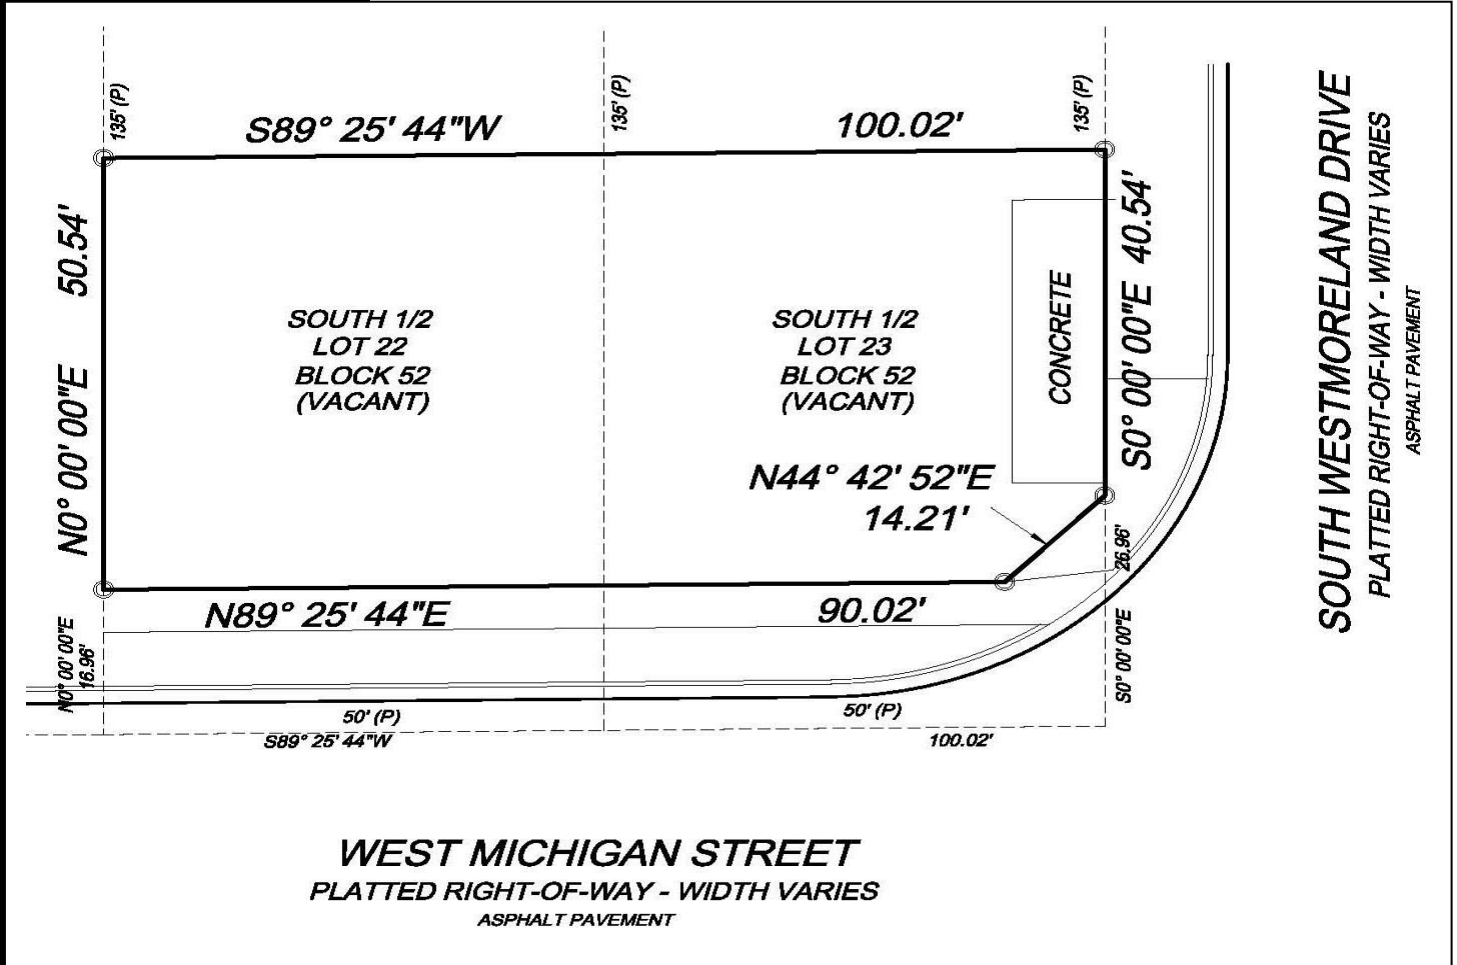 135' (P)
135' (P)
135' (P)
S89° 25' 44"W
100.02'
N0° 00' 00"E 50.54'
S0° 00' 00"E 40.54'
SOUTH 1/2
LOT 22
BLOCK 52
(VACANT)
SOUTH 1/2
LOT 23
BLOCK 52
(VACANT)
CONCRETE
N44° 42' 52"E
14.21'
N89° 25' 44"E
90.02'
N0° 00' 00"E
16.96'
S0° 00' 00"E
26.96'
50' (P)
50' (P)
S89° 25' 44"W
100.02'
SOUTH WESTMORELAND DRIVE
PLATTED RIGHT-OF-WAY - WIDTH VARIES
ASPHALT PAVEMENT
WEST MICHIGAN STREET
PLATTED RIGHT-OF-WAY - WIDTH VARIES
ASPHALT PAVEMENT